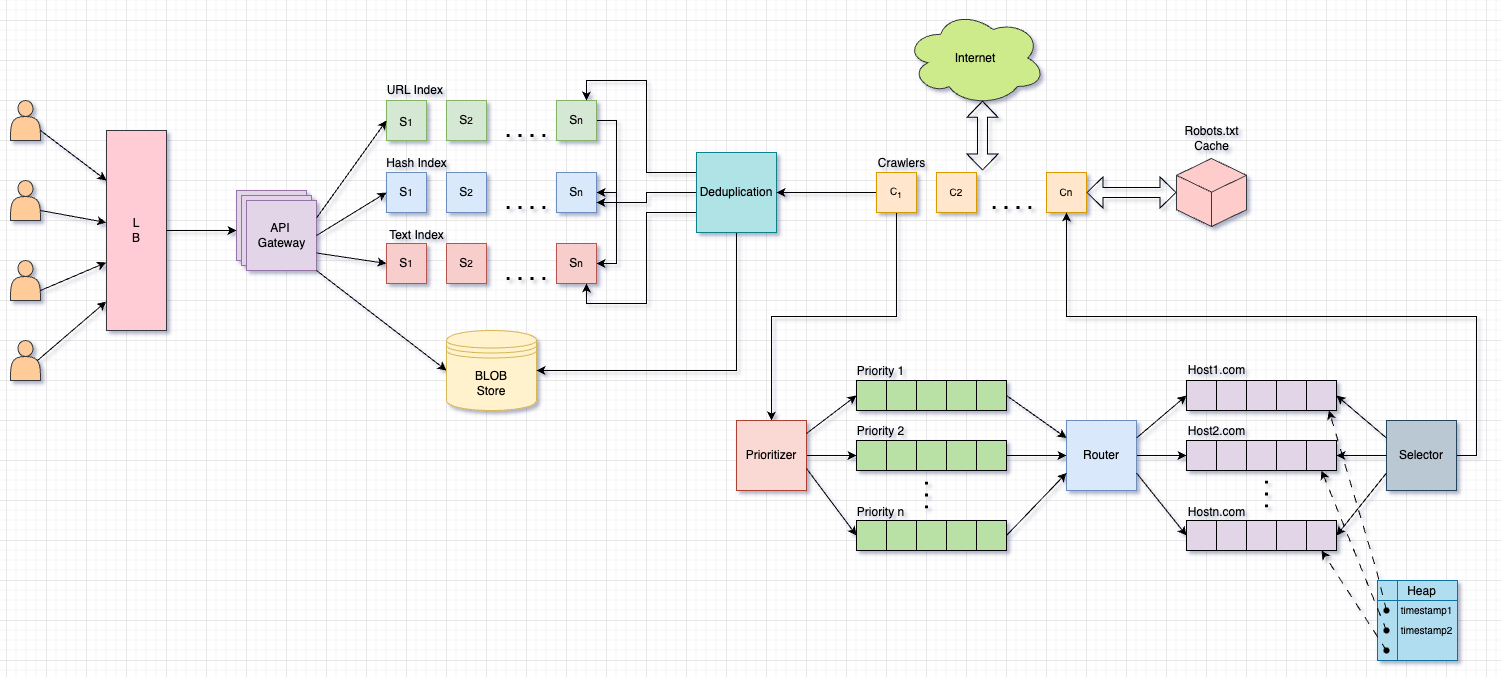 Internet
URL Index
S1
S2
. . . .
Sn
Robots.txt
Cache
Hash Index
S1
S2
. . . .
Sn
Deduplication
Crawlers
C1
C2
. . . .
Cn
L
B
API
Gateway
Text Index
S1
S2
. . . .
Sn
BLOB
Store
Priority 1
Host1.com
Priority 2
Host2.com
Prioritizer
Router
Selector
Priority n
Hostn.com
Heap
timestamp1
timestamp2